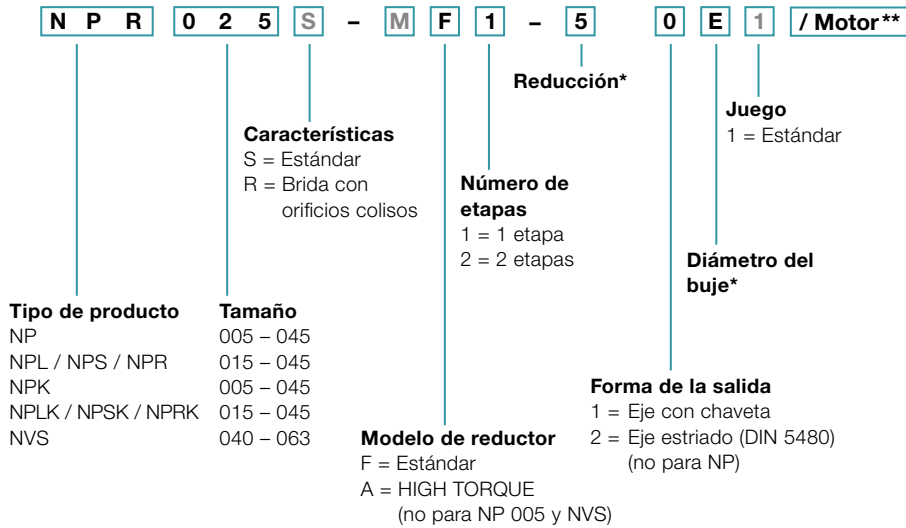 N P R 0 2 5 S – M F 1 – 5 0 E 1 / Motor**
Reducción*
Juego
1 = Estándar
Características
S = Estándar
R = Brida con
orificios colisos
Número de
etapas
1 = 1 etapa
2 = 2 etapas
Diámetro del
buje*
Tipo de producto Tamaño
NP 005 – 045
NPL / NPS / NPR 015 – 045
NPK 005 – 045
NPLK / NPSK / NPRK 015 – 045
NVS 040 – 063
Forma de la salida
1 = Eje con chaveta
2 = Eje estriado (DIN 5480)
(no para NP)
Modelo de reductor
F = Estándar
A = HIGH TORQUE
(no para NP 005 y NVS)